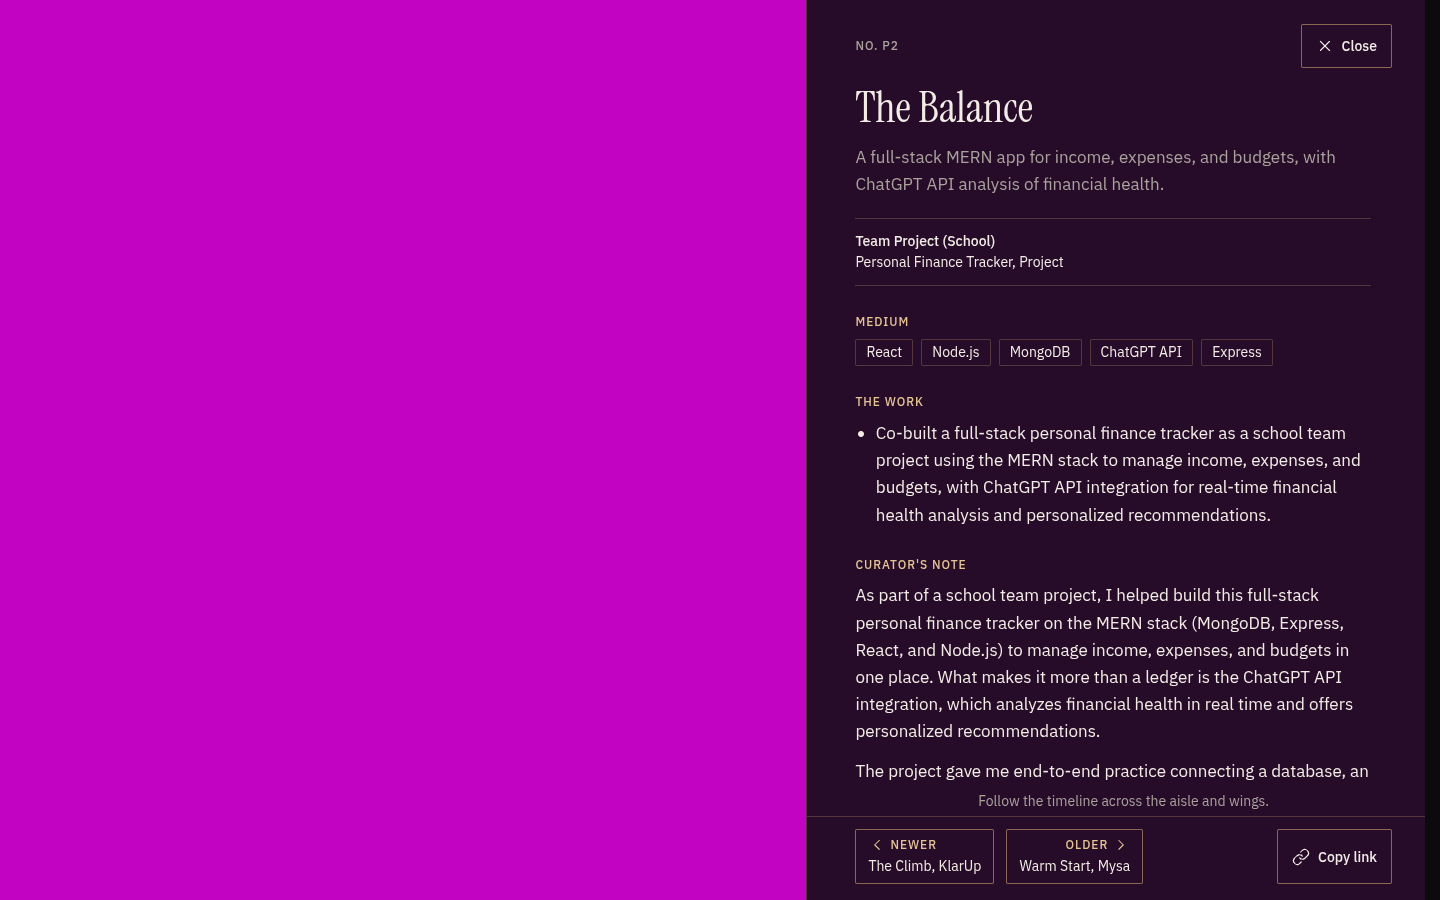 NO. P2
Close
The Balance
A full-stack MERN app for income, expenses, and budgets, with
ChatGPT API analysis of financial health.
Team Project (School)
Personal Finance Tracker, Project
MEDIUM
React
Node.js
MongoDB
ChatGPT API
Express
THE WORK
• Co-built a full-stack personal finance tracker as a school team
project using the MERN stack to manage income, expenses, and
budgets, with ChatGPT API integration for real-time financial
health analysis and personalized recommendations.
CURATOR'S NOTE
As part of a school team project, I helped build this full-stack
personal finance tracker on the MERN stack (MongoDB, Express,
React, and Node.js) to manage income, expenses, and budgets in
one place. What makes it more than a ledger is the ChatGPT API
integration, which analyzes financial health in real time and offers
personalized recommendations.
The project gave me end-to-end practice connecting a database, an
Follow the timeline across the aisle and wings.
NEWER
The Climb, KlarUp
OLDER
Warm Start, Mysa
Copy link